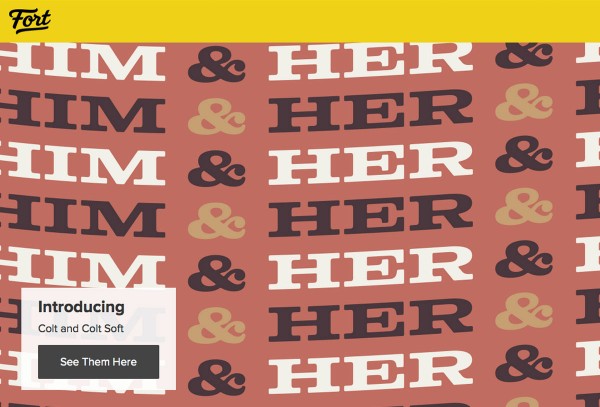 Fort
HIM & HER &
HIM & HER &
HIM & HER &
HIM & HER &
HIM & HER &
& HER &
& HER &
Introducing
Colt and Colt Soft
See Them Here